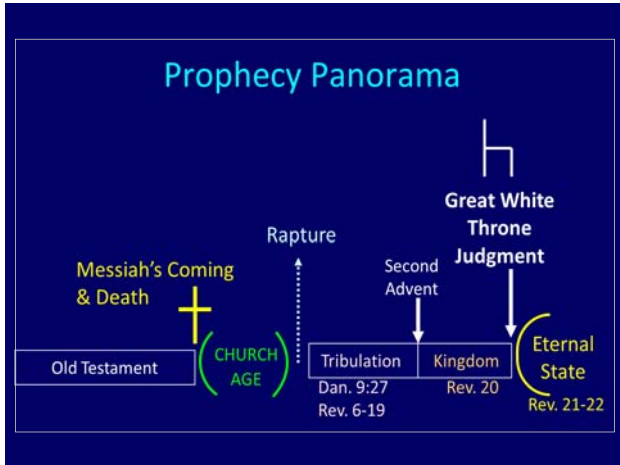 Prophecy Panorama
Great White
Throne
Judgment
Rapture
Second
Advent
Messiah's Coming
& Death
Old Testament
CHURCH
AGE
Tribulation
Kingdom
Eternal
State
Dan. 9:27
Rev. 6-19
Rev. 20
Rev. 21-22